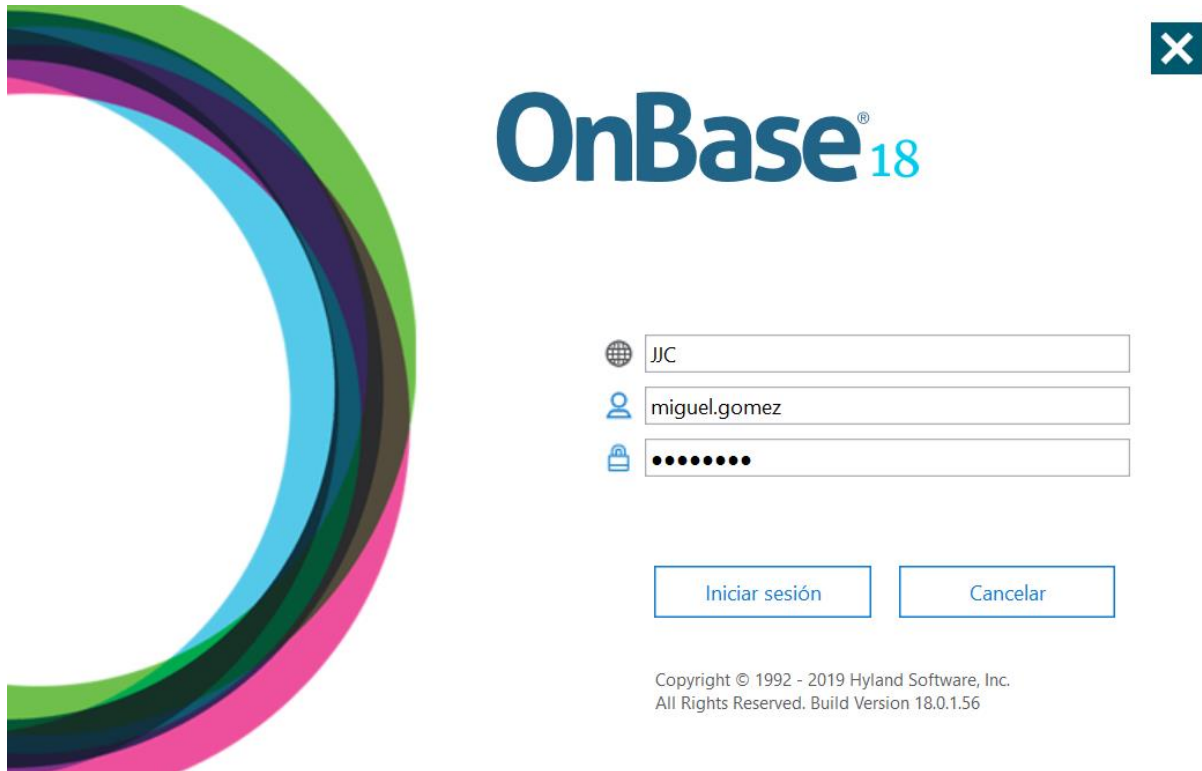 OnBase® 18
JJC
miguel.gomez
••••••••
Iniciar sesión
Cancelar
Copyright © 1992 - 2019 Hyland Software, Inc.
All Rights Reserved. Build Version 18.0.1.56